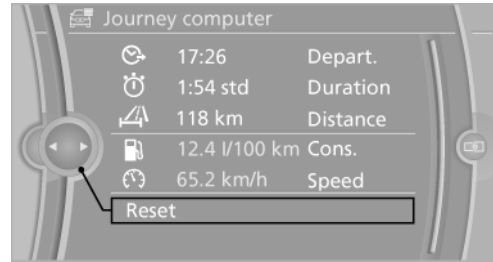 Journey computer
17:26 Depart.
1:54 std Duration
118 km Distance
12.4 l/100 km Cons.
65.2 km/h Speed
Reset